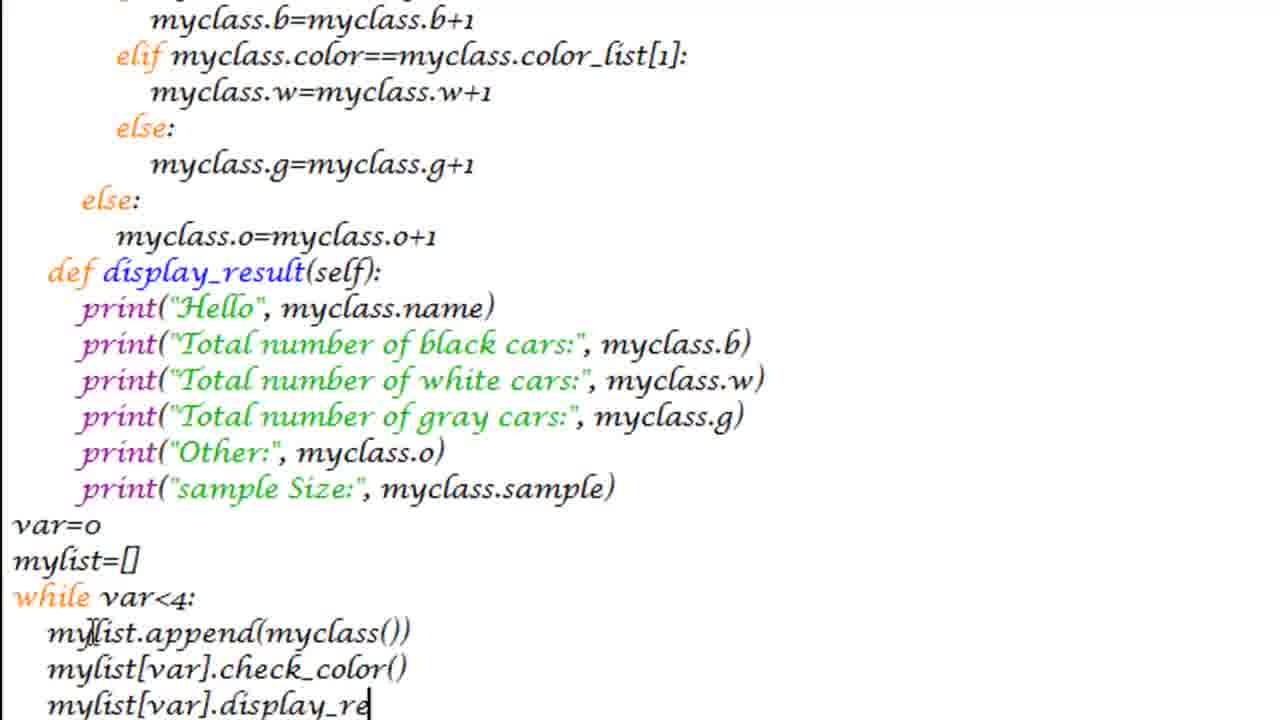 myclass.b=myclass.b+1
elif myclass.color==myclass.color_list[1]:
myclass.w=myclass.w+1
else:
myclass.g=myclass.g+1
else:
myclass.o=myclass.o+1
def display_result(self):
print("Hello", myclass.name)
print("Total number of black cars:", myclass.b)
print("Total number of white cars:", myclass.w)
print("Total number of gray cars:", myclass.g)
print("Other:", myclass.o)
print("sample Size:", myclass.sample)
var=0
mylist=[]
while var<4:
mylist.append(myclass())
mylist[var].check_color()
mylist[var].display_re